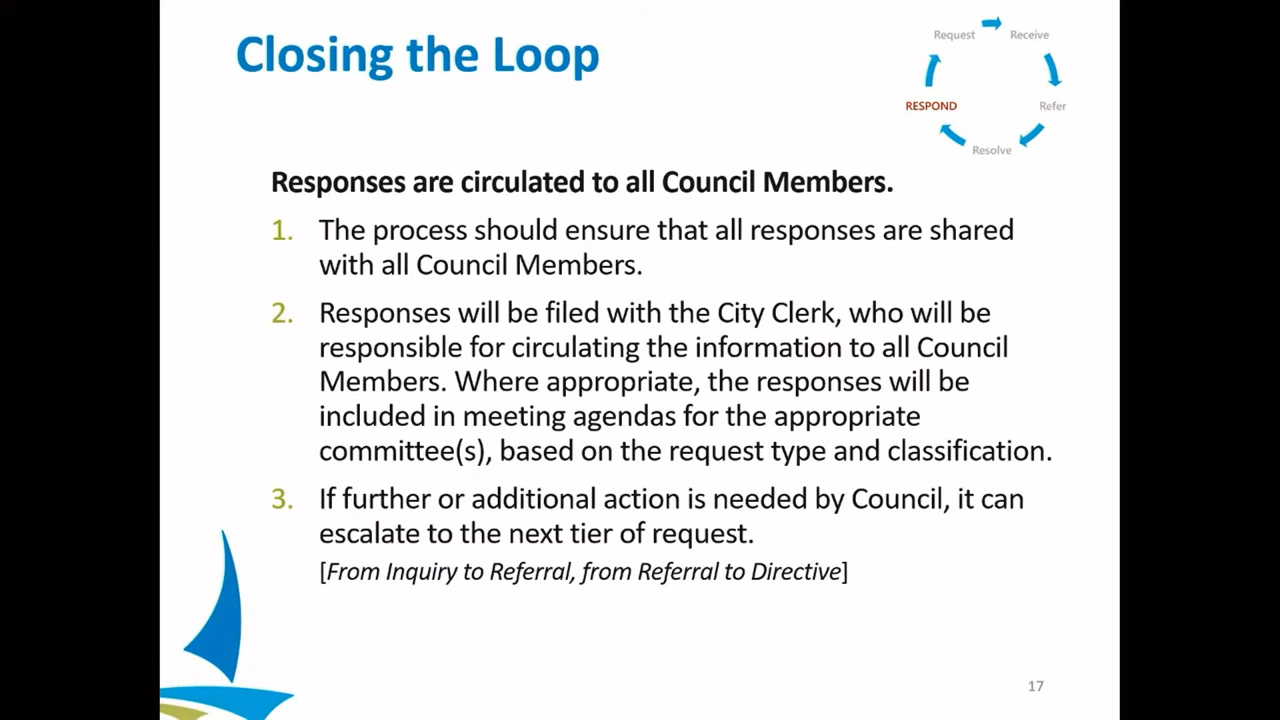 Closing the Loop
Request
Receive
RESPOND
Refer
Resolve
Responses are circulated to all Council Members.
1. The process should ensure that all responses are shared
with all Council Members.
2. Responses will be filed with the City Clerk, who will be
responsible for circulating the information to all Council
Members. Where appropriate, the responses will be
included in meeting agendas for the appropriate
committee(s), based on the request type and classification.
3. If further or additional action is needed by Council, it can
escalate to the next tier of request.
[From Inquiry to Referral, from Referral to Directive]
17